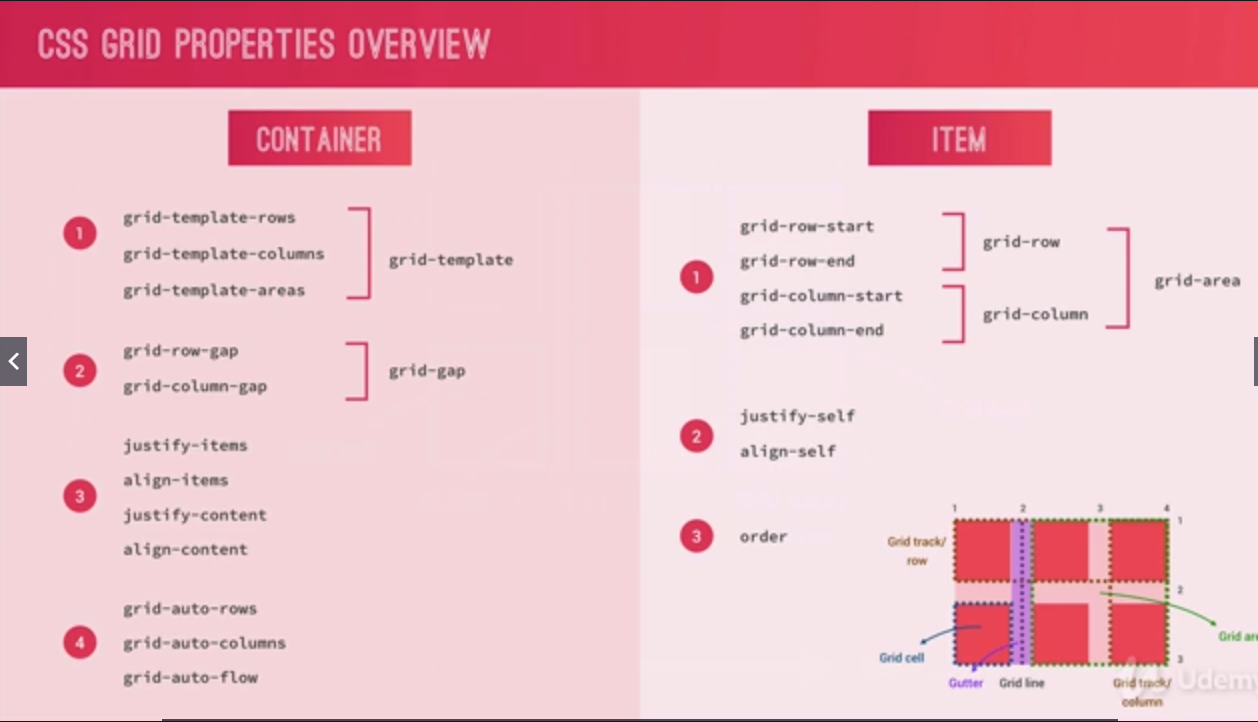 CSS GRID PROPERTIES OVERVIEW
CONTAINER
1
grid-template-rows
grid-template-columns
grid-template-areas
grid-template
2
grid-row-gap
grid-column-gap
grid-gap
3
justify-items
align-items
justify-content
align-content
4
grid-auto-rows
grid-auto-columns
grid-auto-flow
ITEM
1
grid-row-start
grid-row-end
grid-row
grid-column-start
grid-column-end
grid-column
grid-area
2
justify-self
align-self
3
order
1 2 3 4
1
2
3
Grid track/
row
Grid cell
Gutter
Grid line
Grid track/
column
Grid are
Udemy